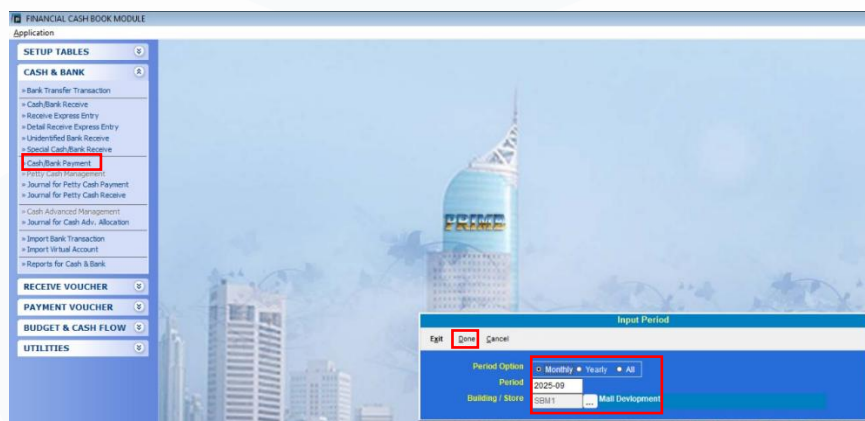 FINANCIAL CASH BOOK MODULE
Application
SETUP TABLES
CASH & BANK
» Bank Transfer Transaction
» Cash/Bank Receive
» Receive Express Entry
» Detail Receive Express Entry
» Unidentified Bank Receive
» Special Cash/Bank Receive
» Cash/Bank Payment
» Petty Cash Management
» Journal for Petty Cash Payment
» Journal for Petty Cash Receive
» Cash Advanced Management
» Journal for Cash Adv. Allocation
» Import Bank Transaction
» Import Virtual Account
» Reports for Cash & Bank
RECEIVE VOUCHER
PAYMENT VOUCHER
BUDGET & CASH FLOW
UTILITIES
PRIME
Input Period
Exit Done Cancel
Period Option Monthly Yearly All
Period 2025-09
Building / Store SBM1 ... Mall Devlopment